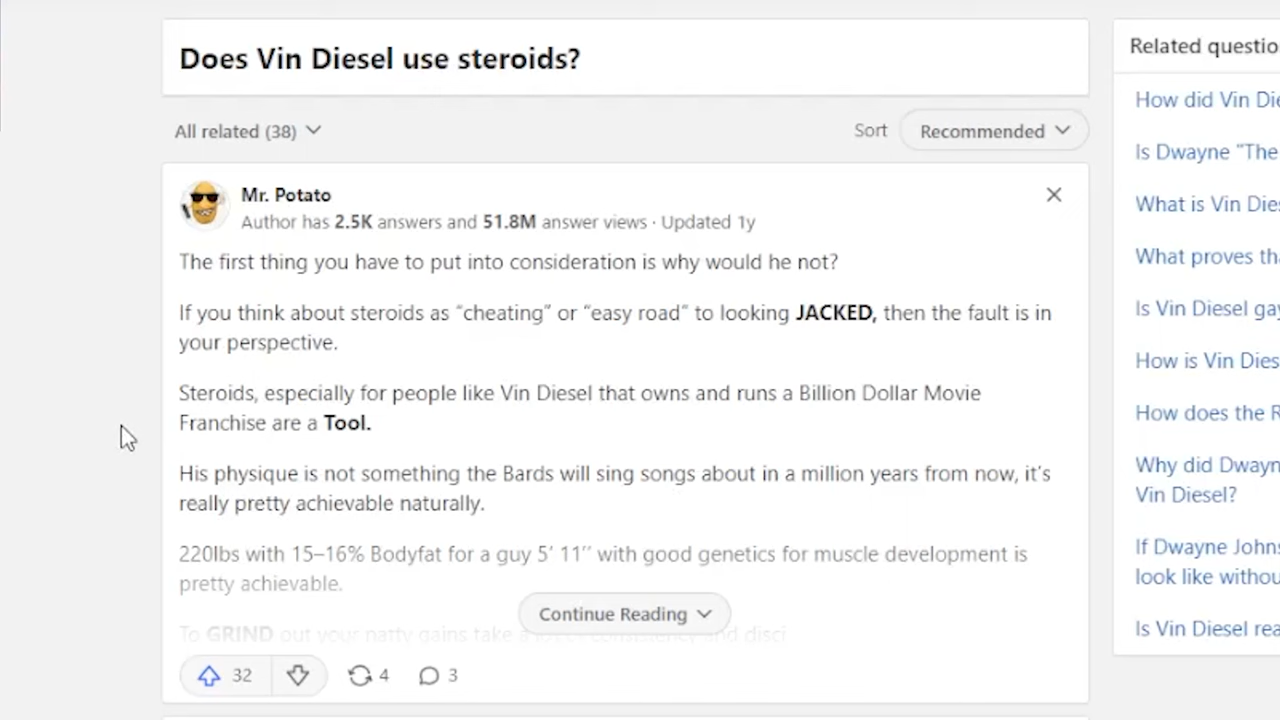 Does Vin Diesel use steroids?
All related (38)
Sort
Recommended
Mr. Potato
Author has 2.5K answers and 51.8M answer views · Updated 1y
The first thing you have to put into consideration is why would he not?
If you think about steroids as “cheating” or “easy road” to looking JACKED, then the fault is in
your perspective.
Steroids, especially for people like Vin Diesel that owns and runs a Billion Dollar Movie
Franchise are a Tool.
His physique is not something the Bards will sing songs about in a million years from now, it’s
really pretty achievable naturally.
220lbs with 15–16% Bodyfat for a guy 5’ 11’’ with good genetics for muscle development is
pretty achievable.
To GRIND out your natty gains take
Continue Reading
32
4
3
Related questio
How did Vin Die
Is Dwayne "The
What is Vin Dies
What proves tha
Is Vin Diesel gay
How is Vin Dies
How does the R
Why did Dwayn
Vin Diesel?
If Dwayne Johns
look like withou
Is Vin Diesel rea